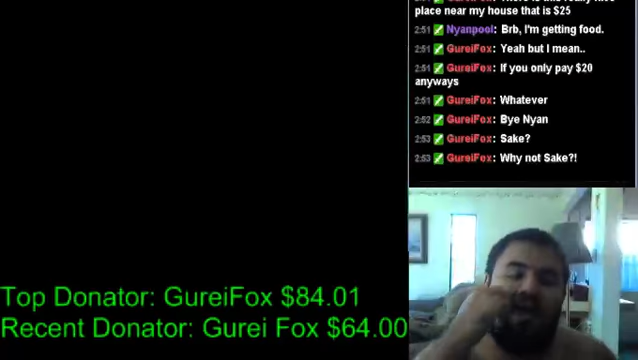 place near my house that is $25
2:51 Nyanpool: Brb, I'm getting food.
2:51 GureiFox: Yeah but I mean..
2:51 GureiFox: If you only pay $20
anyways
2:51 GureiFox: Whatever
2:52 GureiFox: Bye Nyan
2:53 GureiFox: Sake?
2:53 GureiFox: Why not Sake?!
Top Donator: GureiFox $84.01
Recent Donator: Gurei Fox $64.00